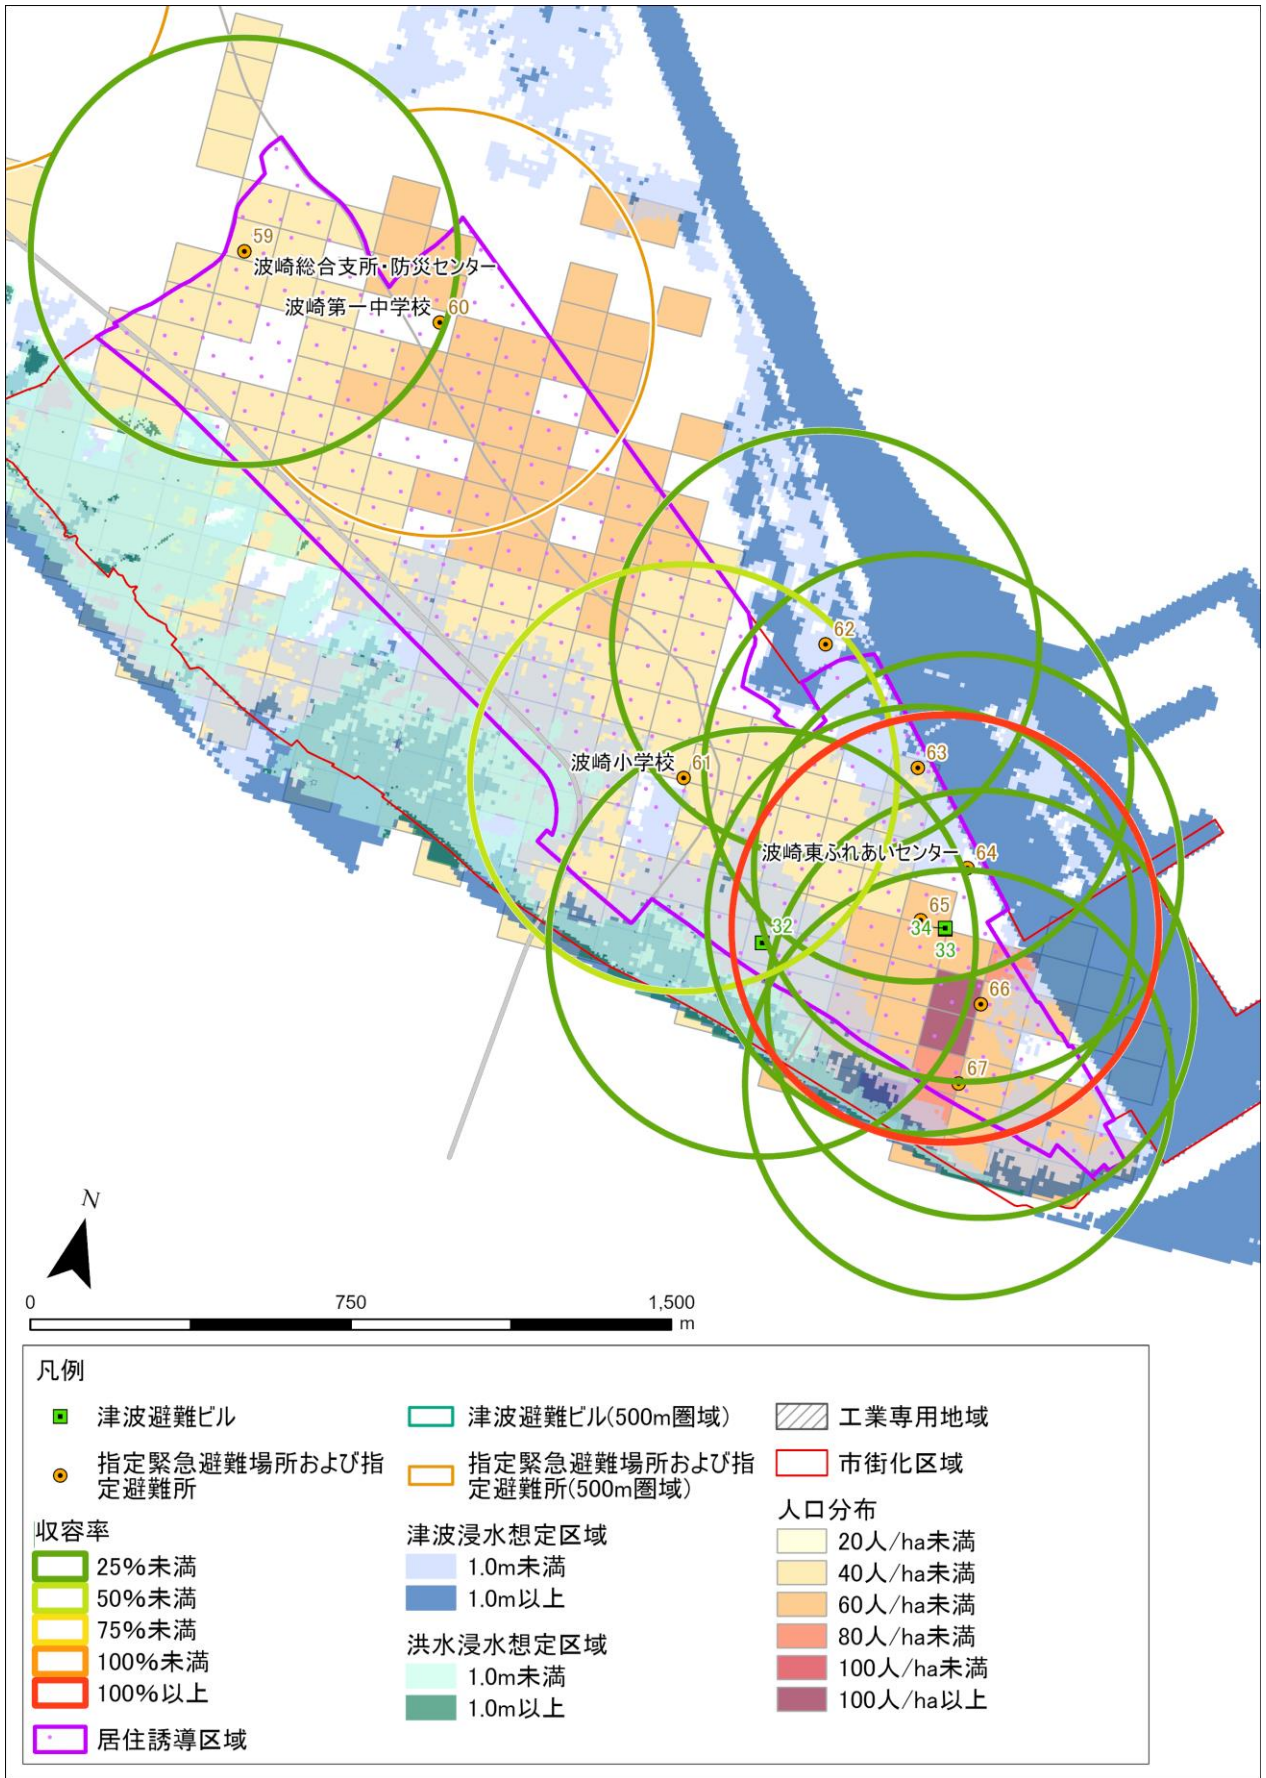 59
波崎総合支所・防災センター
波崎第一中学校
60
62
波崎小学校
61
63
波崎東ふれあいセンター
64
65
32
34
33
66
67
N
0
750
1,500
m
凡例
津波避難ビル
津波避難ビル(500m圏域)
工業専用地域
指定緊急避難場所および指
定避難所
指定緊急避難場所および指
定避難所(500m圏域)
市街化区域
収容率
25%未満
50%未満
75%未満
100%未満
100%以上
居住誘導区域
津波浸水想定区域
1.0m未満
1.0m以上
洪水浸水想定区域
1.0m未満
1.0m以上
人口分布
20人/ha未満
40人/ha未満
60人/ha未満
80人/ha未満
100人/ha未満
100人/ha以上